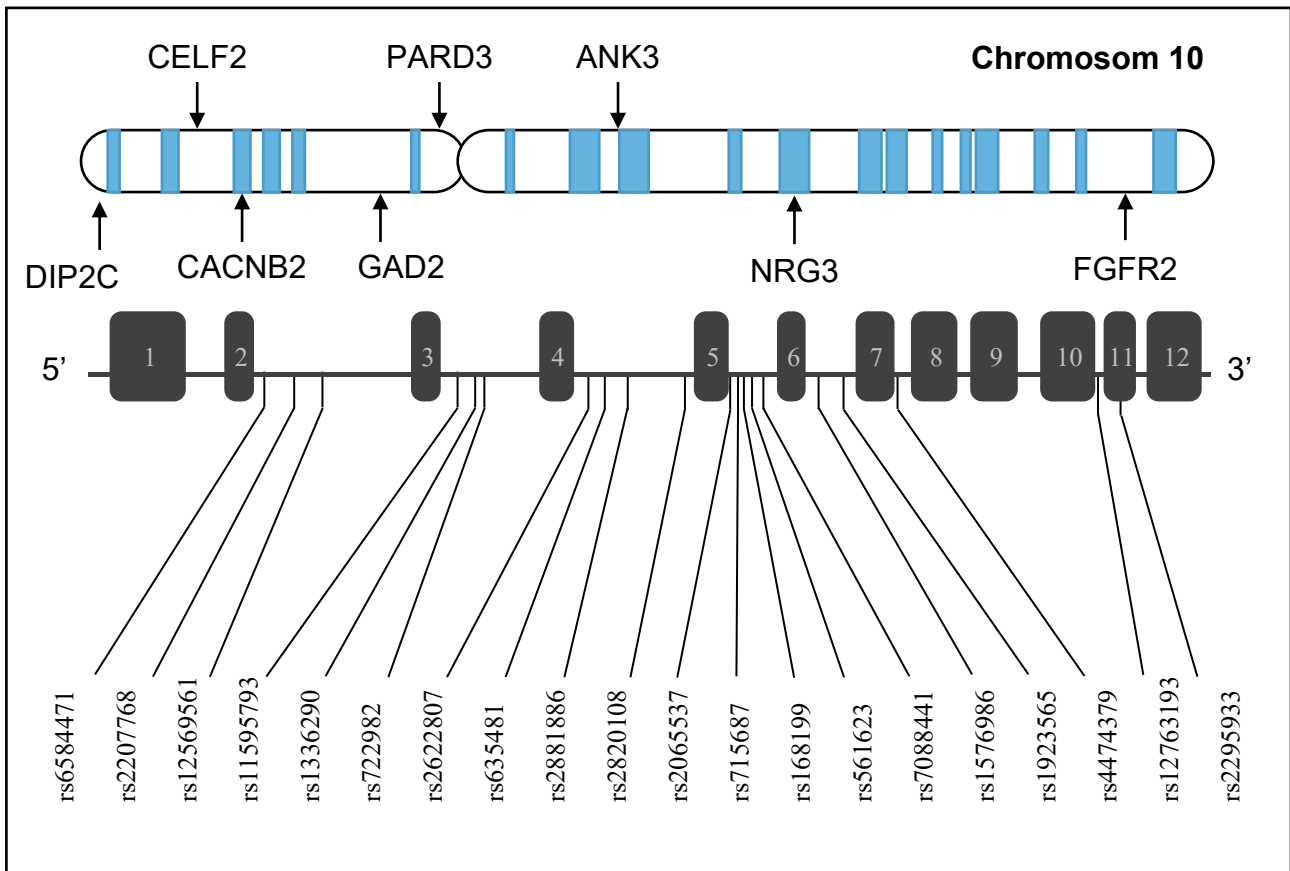 Chromosom 10
CELF2 PARD3 ANK3
DIP2C CACNB2 GAD2 NRG3 FGFR2
5’ 1 2 3 4 5 6 7 8 9 10 11 12 3’
rs6584471
rs2207768
rs12569561
rs11595793
rs1336290
rs722982
rs2622807
rs635481
rs2881886
rs2820108
rs2065537
rs715687
rs168199
rs561623
rs7088441
rs1576986
rs1923565
rs4474379
rs12763193
rs2295933